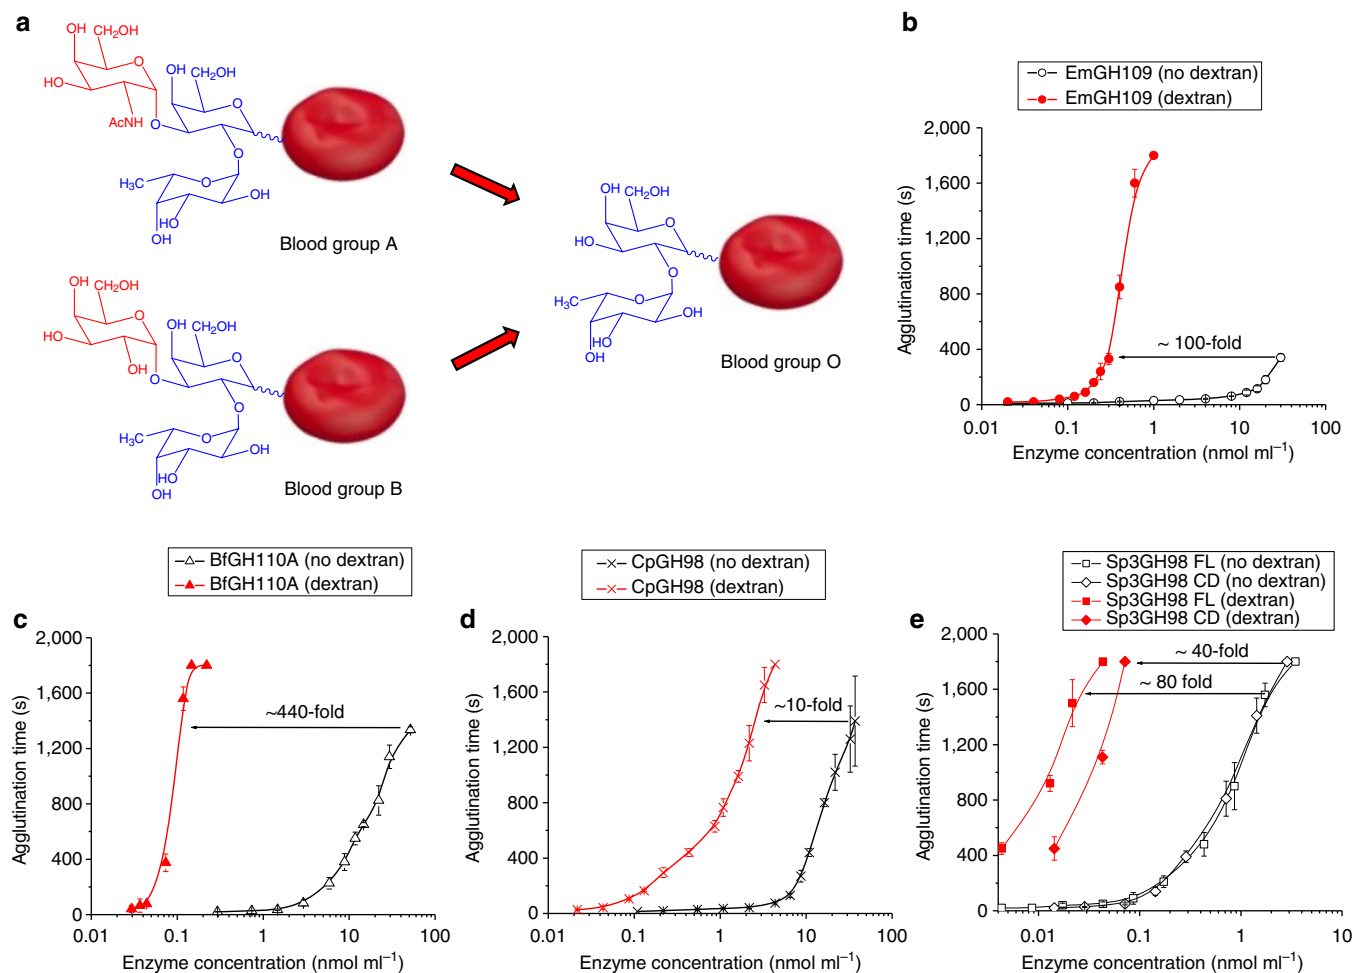 a
OH
CH₂OH
O
HO
AcNH
O
OH
CH₂OH
O
O
O
H₃C
O
OH
HO
OH
Blood group A
OH
CH₂OH
O
HO
OH
O
OH
CH₂OH
O
O
O
H₃C
O
OH
HO
OH
Blood group B
OH
CH₂OH
O
HO
O
H₃C
O
OH
OH
OH
Blood group O
b
EmGH109 (no dextran)
EmGH109 (dextran)
2,000
1,600
1,200
800
400
0
Agglutination time (s)
~ 100-fold
0.01 0.1 1 10 100
Enzyme concentration (nmol ml⁻¹)
c
BfGH110A (no dextran)
BfGH110A (dextran)
2,000
1,600
1,200
800
400
0
Agglutination time (s)
~440-fold
0.01 0.1 1 10 100
Enzyme concentration (nmol ml⁻¹)
d
CpGH98 (no dextran)
CpGH98 (dextran)
2,000
1,600
1,200
800
400
0
Agglutination time (s)
~10-fold
0.01 0.1 1 10 100
Enzyme concentration (nmol ml⁻¹)
e
Sp3GH98 FL (no dextran)
Sp3GH98 CD (no dextran)
Sp3GH98 FL (dextran)
Sp3GH98 CD (dextran)
2,000
1,600
1,200
800
400
0
Agglutination time (s)
~ 40-fold
~ 80 fold
0.01 0.1 1 10
Enzyme concentration (nmol ml⁻¹)